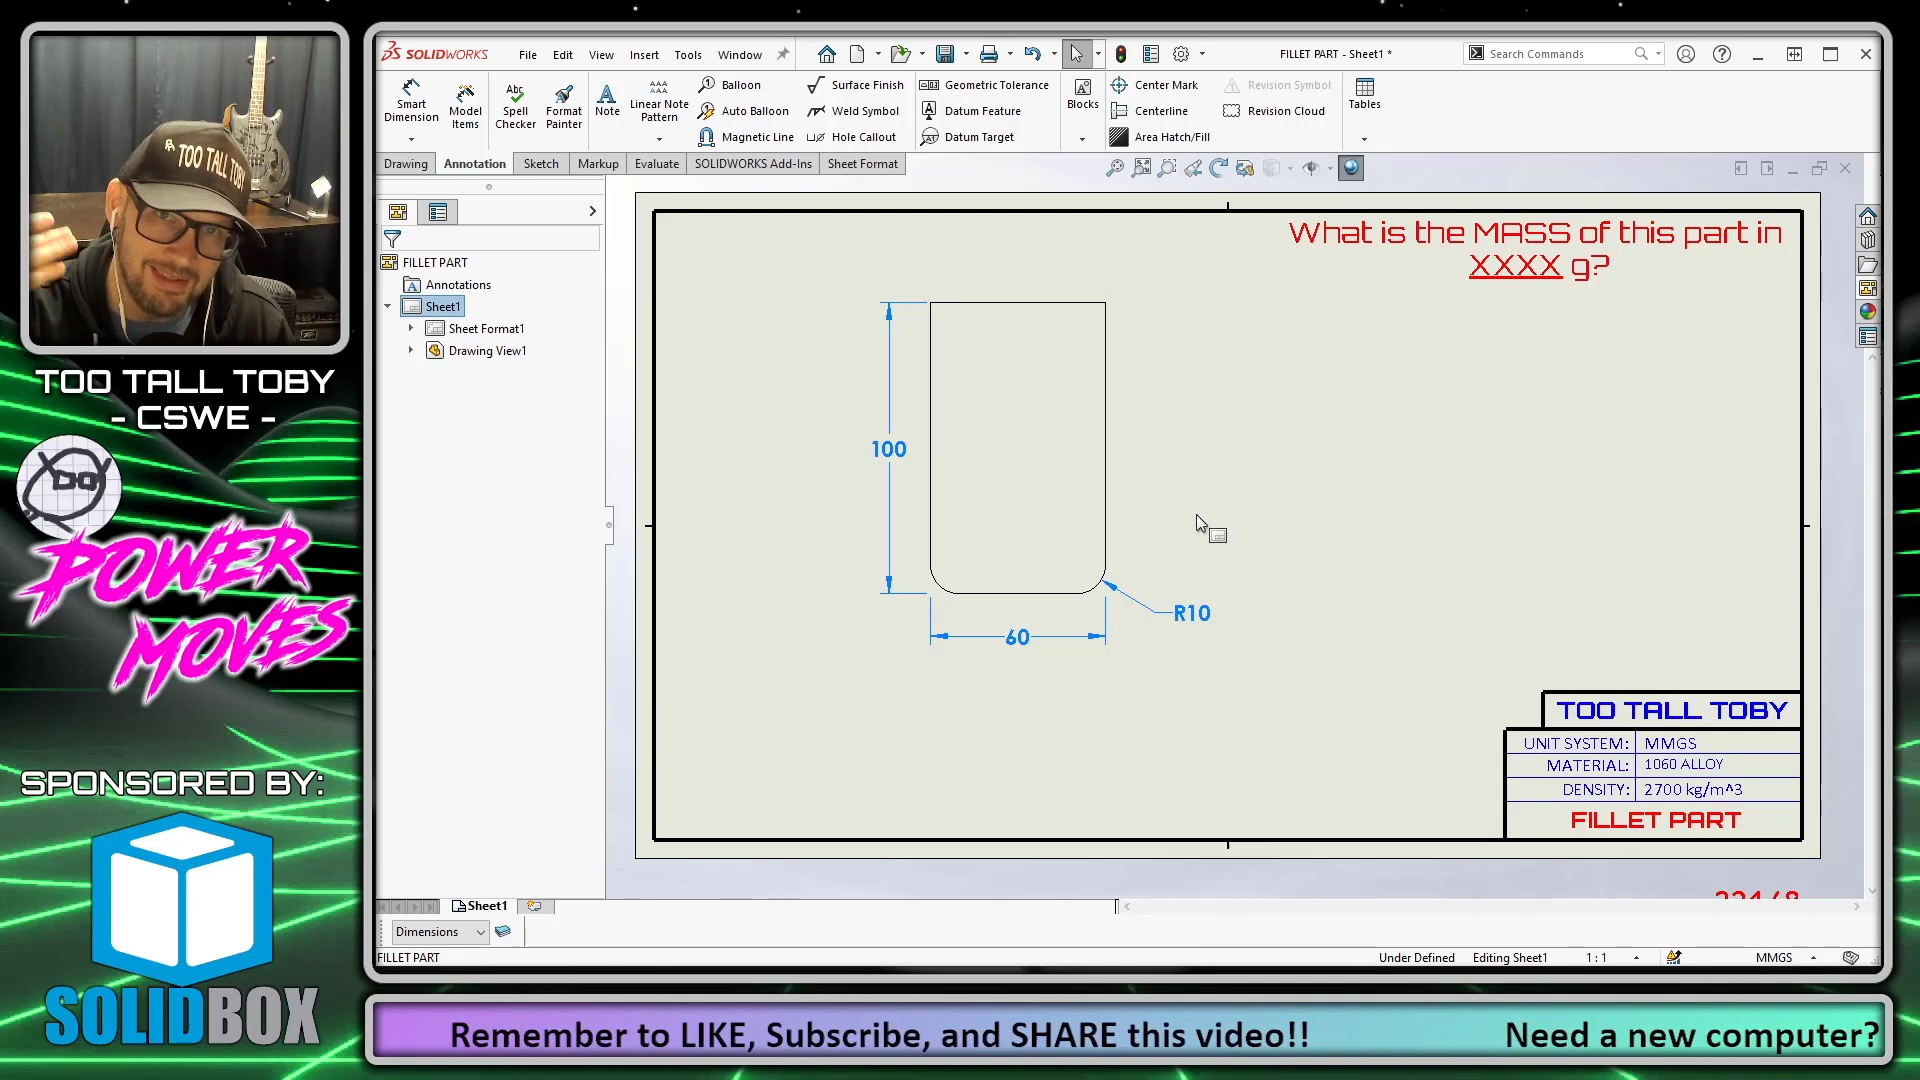 TOO TALL TOBY
TOO TALL TOBY
- CSWE -
POWER
MOVES
SPONSORED BY:
SOLIDBOX
SOLIDWORKS
File Edit View Insert Tools Window
FILLET PART - Sheet1 *
Search Commands
Smart Dimension
Model Items
Abc
Spell Checker
Format Painter
Note
Linear Note Pattern
Balloon
Auto Balloon
Magnetic Line
Surface Finish
Weld Symbol
Hole Callout
Geometric Tolerance
Datum Feature
Datum Target
Blocks
Center Mark
Centerline
Area Hatch/Fill
Revision Symbol
Revision Cloud
Tables
Drawing Annotation Sketch Markup Evaluate SOLIDWORKS Add-Ins Sheet Format
FILLET PART
Annotations
Sheet1
Sheet Format1
Drawing View1
What is the MASS of this part in
XXXX g?
100
R10
60
TOO TALL TOBY
UNIT SYSTEM: MMGS
MATERIAL: 1060 ALLOY
DENSITY: 2700 kg/m^3
FILLET PART
Sheet1
Dimensions
FILLET PART
Under Defined Editing Sheet1 1 : 1 MMGS
Remember to LIKE, Subscribe, and SHARE this video!! Need a new computer?